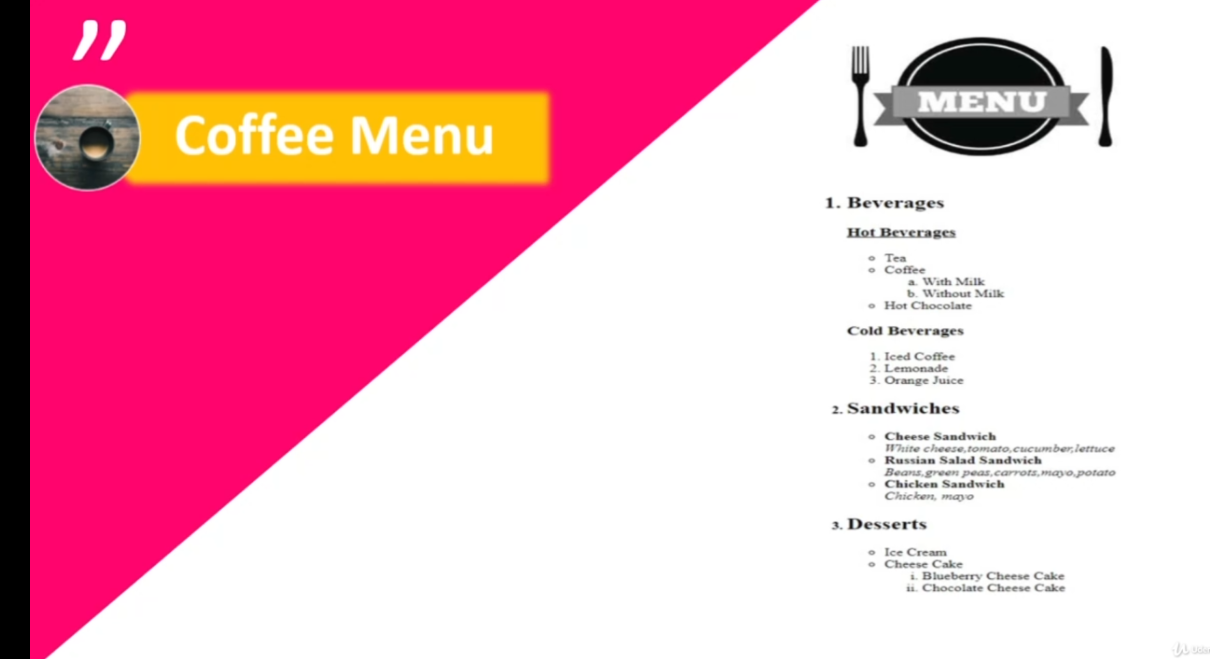 ”
Coffee Menu
MENU
1. Beverages
Hot Beverages
Tea
Coffee
a. With Milk
b. Without Milk
Hot Chocolate
Cold Beverages
1. Iced Coffee
2. Lemonade
3. Orange Juice
2. Sandwiches
Cheese Sandwich
White cheese,tomato,cucumber,lettuce
Russian Salad Sandwich
Beans,green peas,carrots,mayo,potato
Chicken Sandwich
Chicken, mayo
3. Desserts
Ice Cream
Cheese Cake
i. Blueberry Cheese Cake
ii. Chocolate Cheese Cake